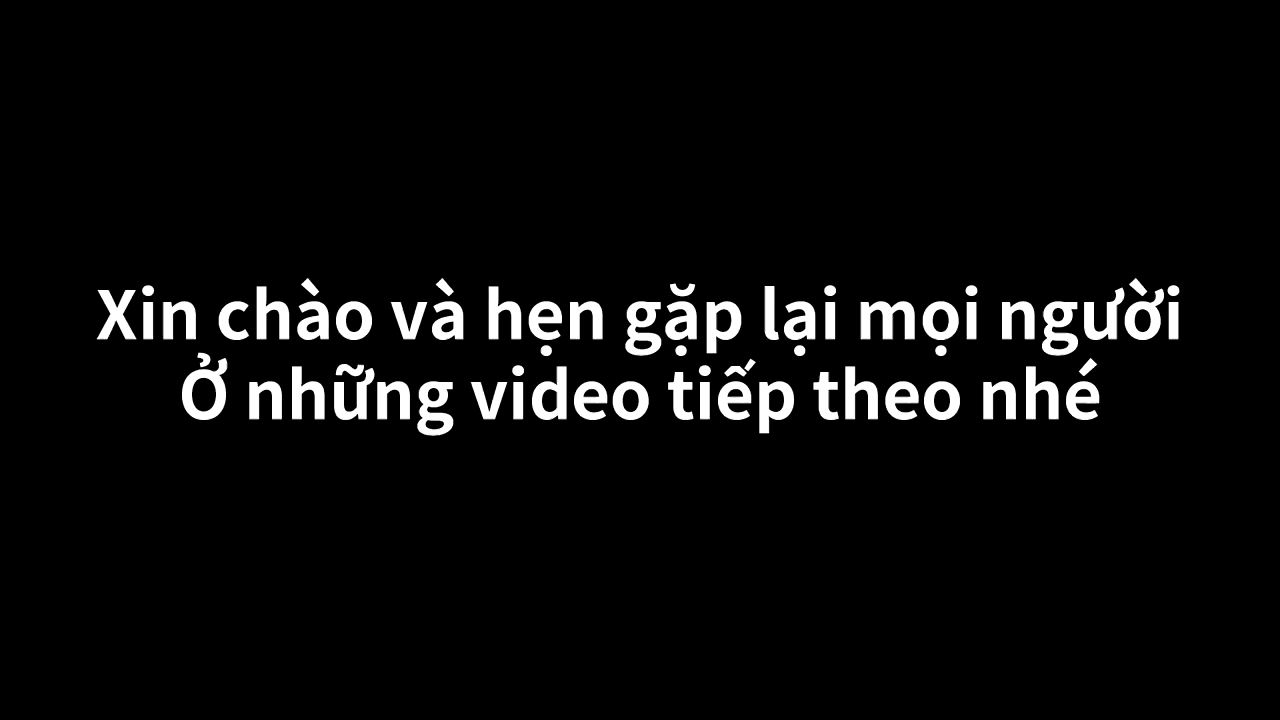 Xin chào và hẹn gặp lại mọi người
Ở những video tiếp theo nhé